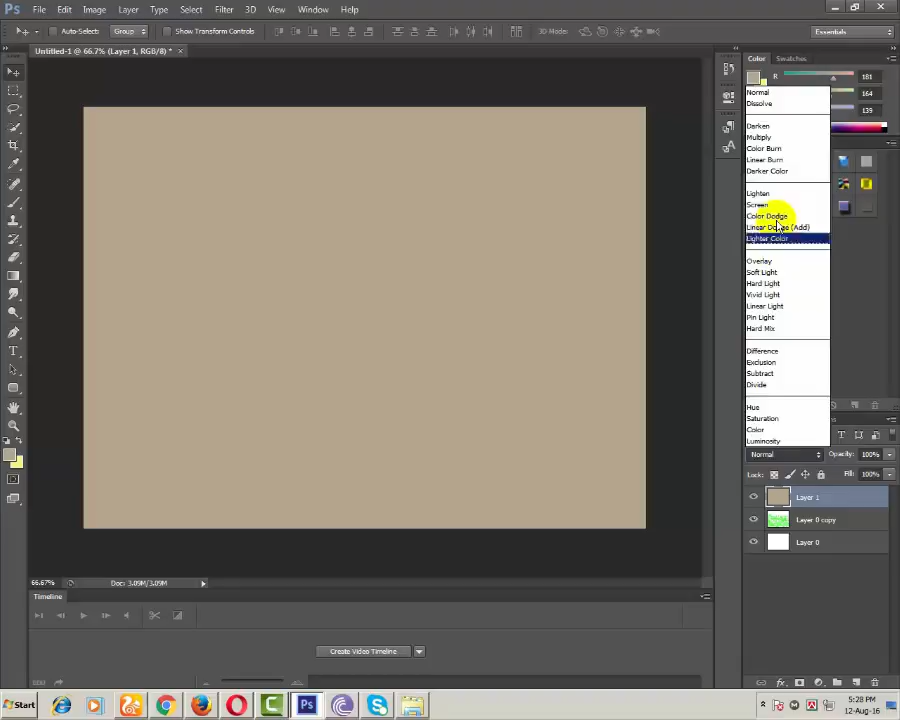 Ps File Edit Image Layer Type Select Filter 3D View Window Help
Auto-Select: Group Show Transform Controls 3D Mode: Essentials
Untitled-1 @ 66.7% (Layer 1, RGB/8) * ×
Color Swatches
R 181
164
139
Normal
Dissolve
Darken
Multiply
Color Burn
Linear Burn
Darker Color
Lighten
Screen
Color Dodge
Linear Dodge (Add)
Lighter Color
Overlay
Soft Light
Hard Light
Vivid Light
Linear Light
Pin Light
Hard Mix
Difference
Exclusion
Subtract
Divide
Hue
Saturation
Color
Luminosity
Normal Opacity: 100%
Lock: Fill: 100%
Layer 1
Layer 0 copy
Layer 0
66.67% Doc: 3.09M/3.09M
Timeline
Create Video Timeline
Start Ps 5:28 PM
12-Aug-16